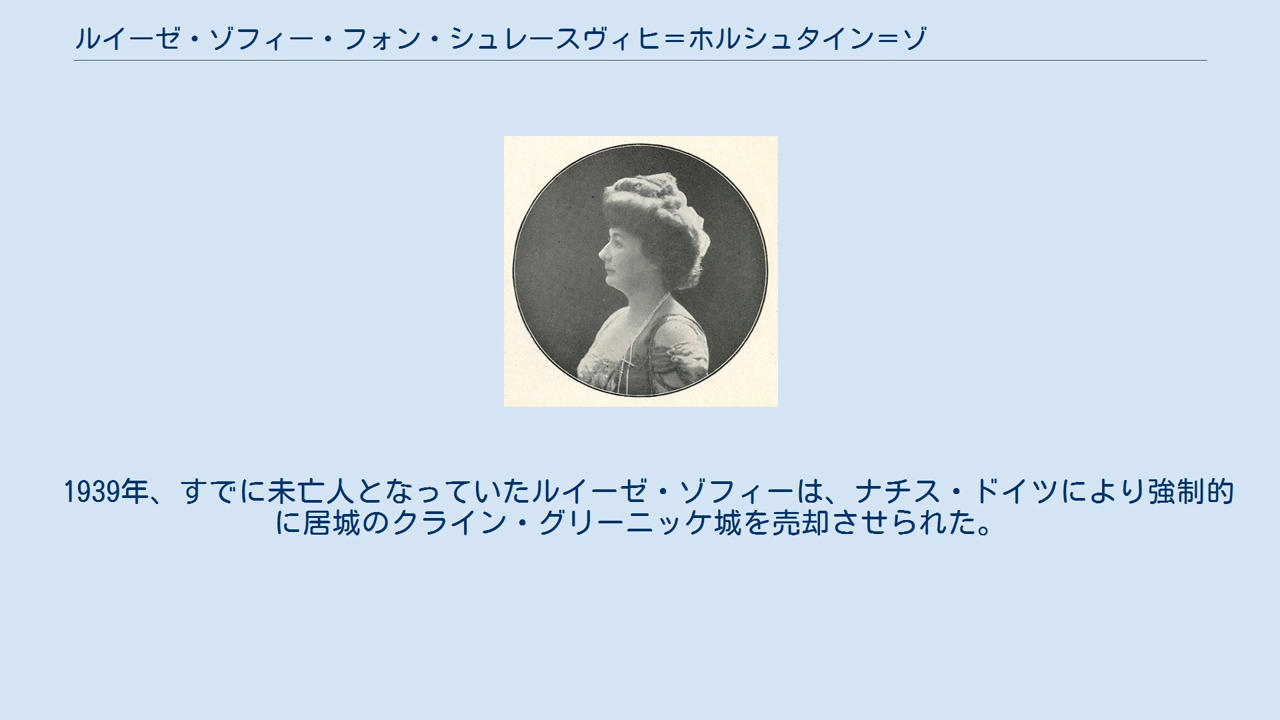 ルイーゼ・ゾフィー・フォン・シュレースヴィヒ＝ホルシュタイン＝ゾ
1939年、すでに未亡人となっていたルイーゼ・ゾフィーは、ナチス・ドイツにより強制的
に居城のクライン・グリーニッケ城を売却させられた。